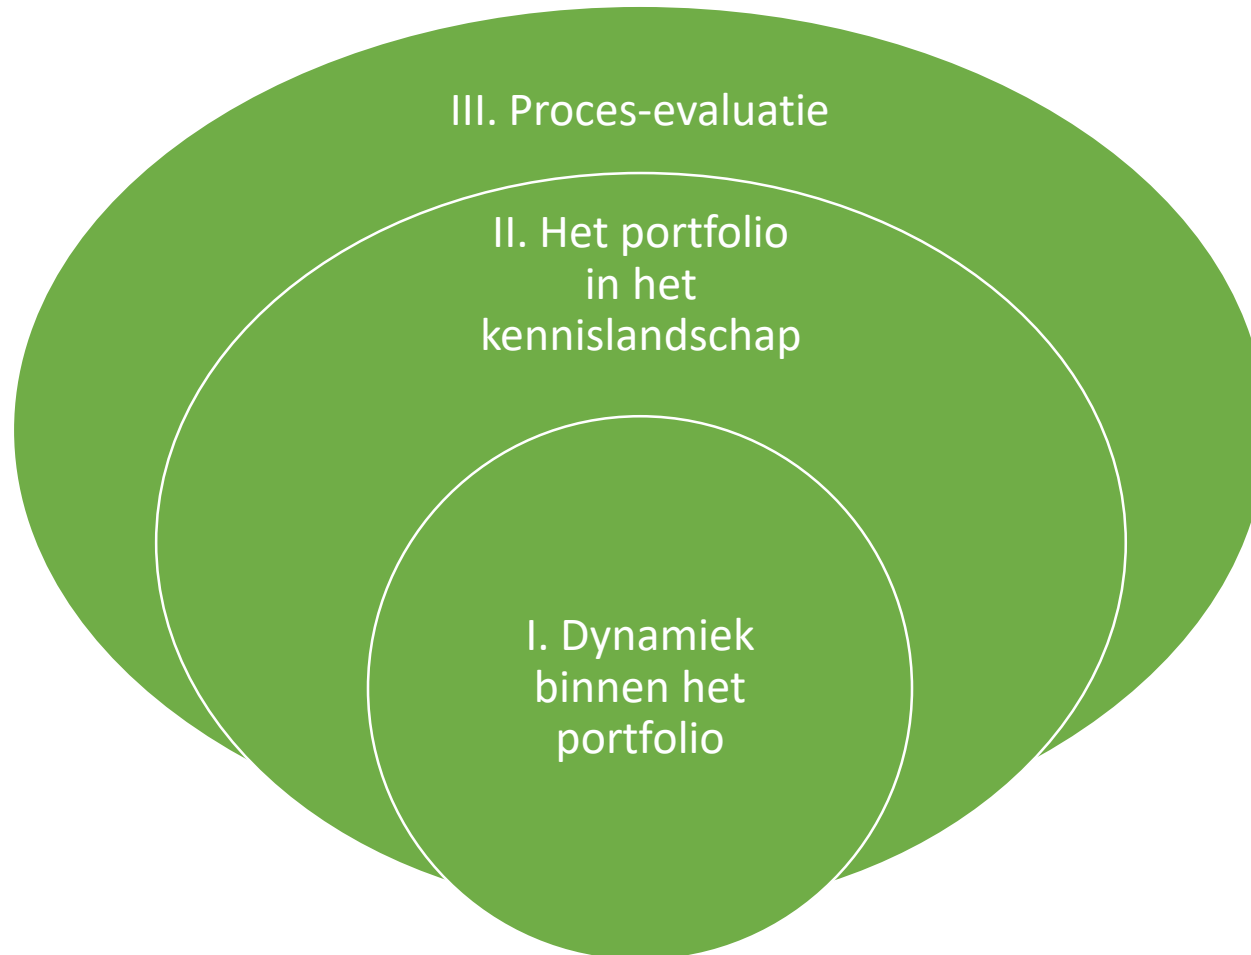 III. Proces-evaluatie
II. Het portfolio
in het
kennislandschap
I. Dynamiek
binnen het
portfolio